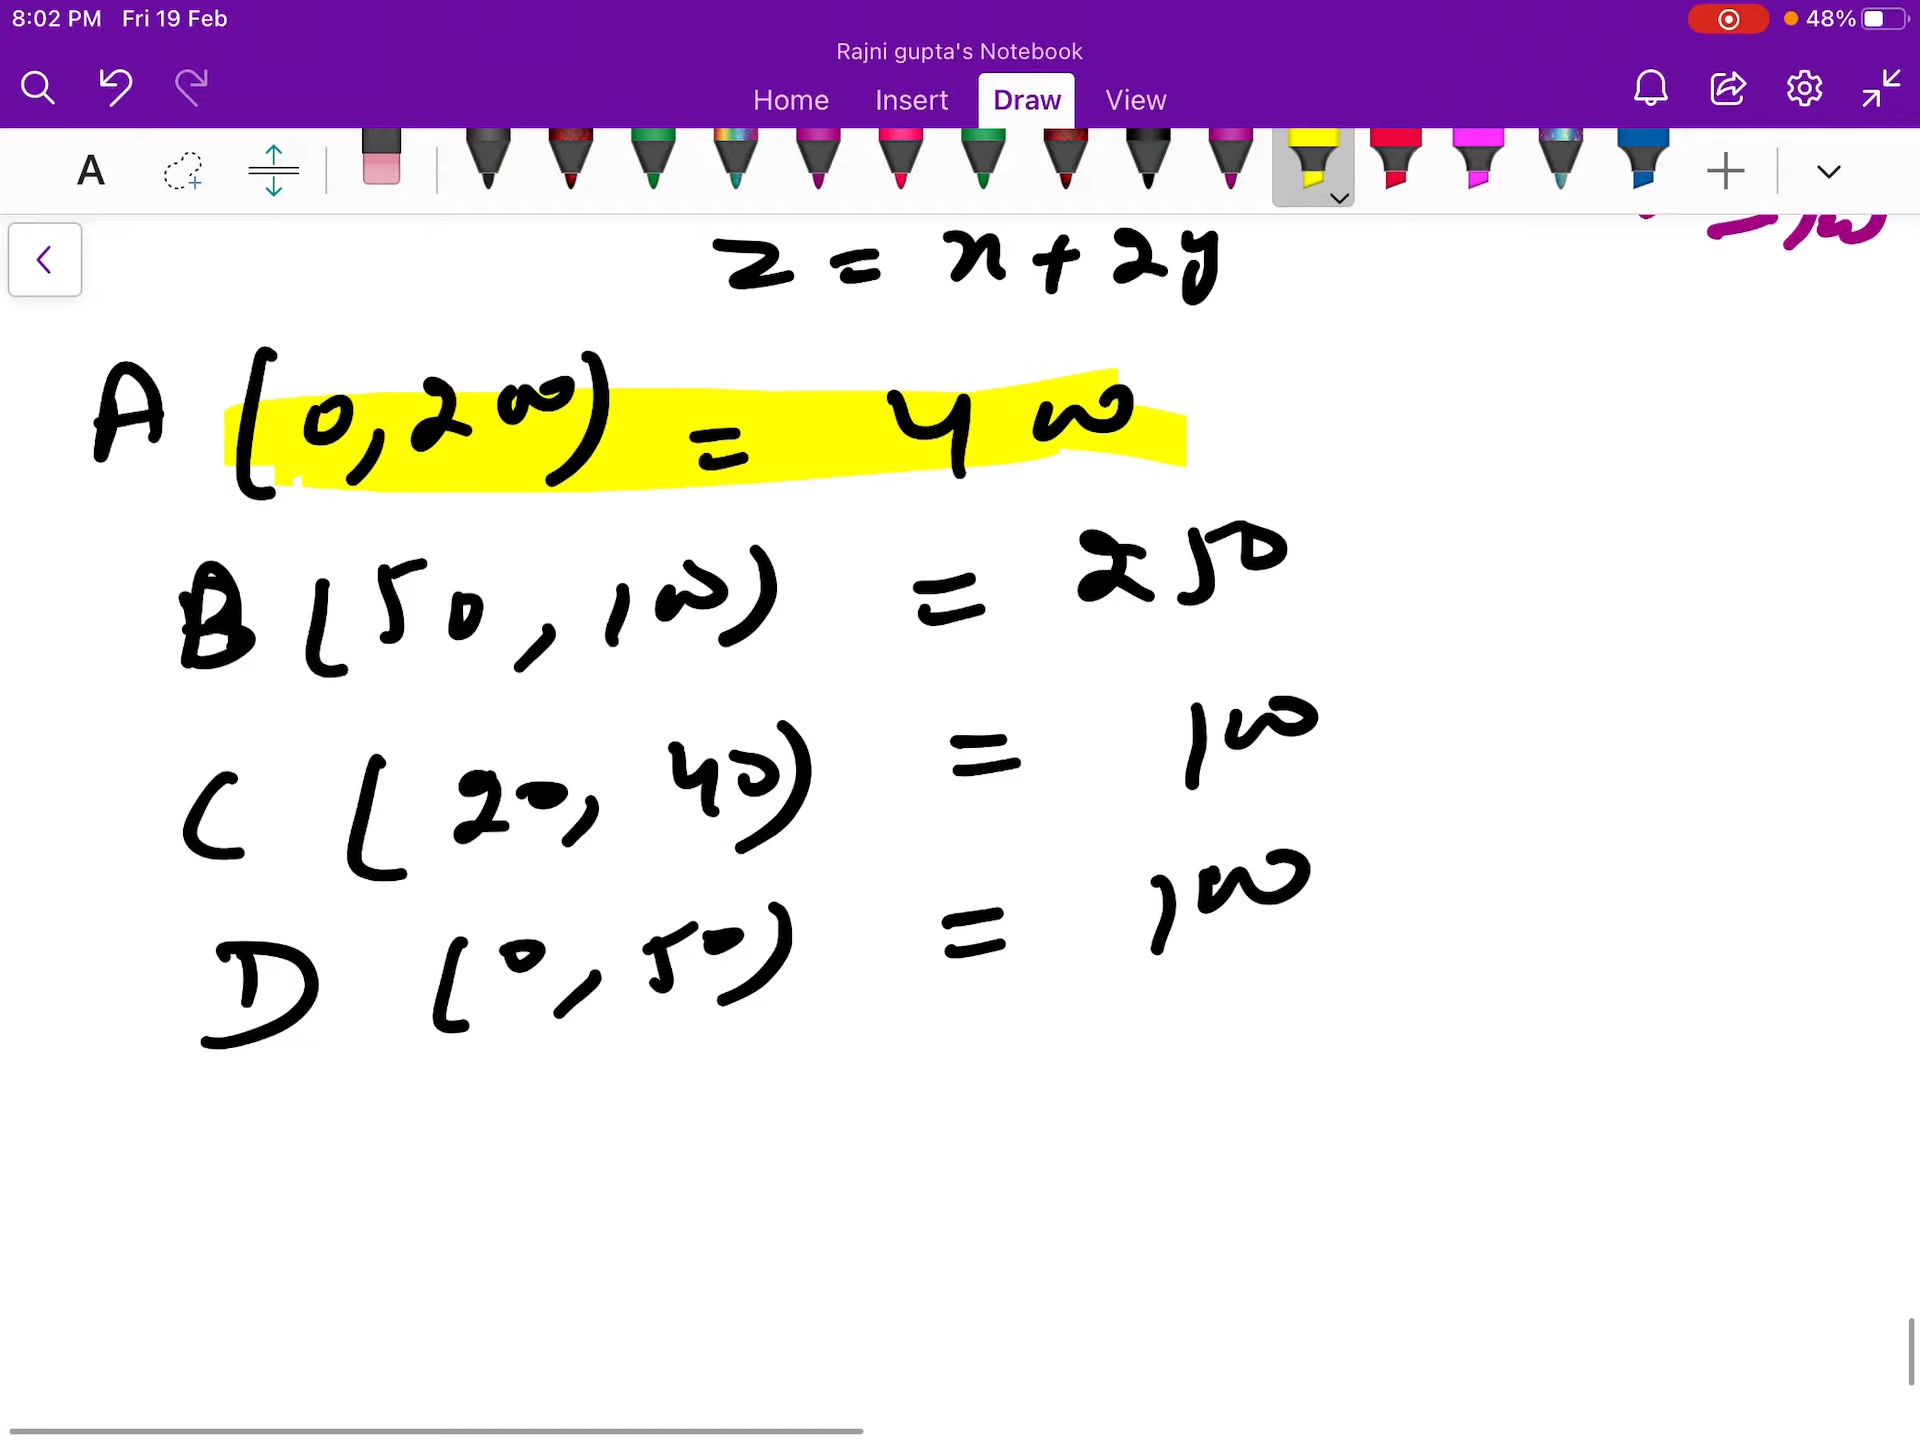 8:02 PM Fri 19 Feb
48%
Rajni gupta's Notebook
Home Insert Draw View
A
z = x + 2y
A (0, 200) = 400
B (50, 100) = 250
C (20, 40) = 100
D (0, 50) = 100